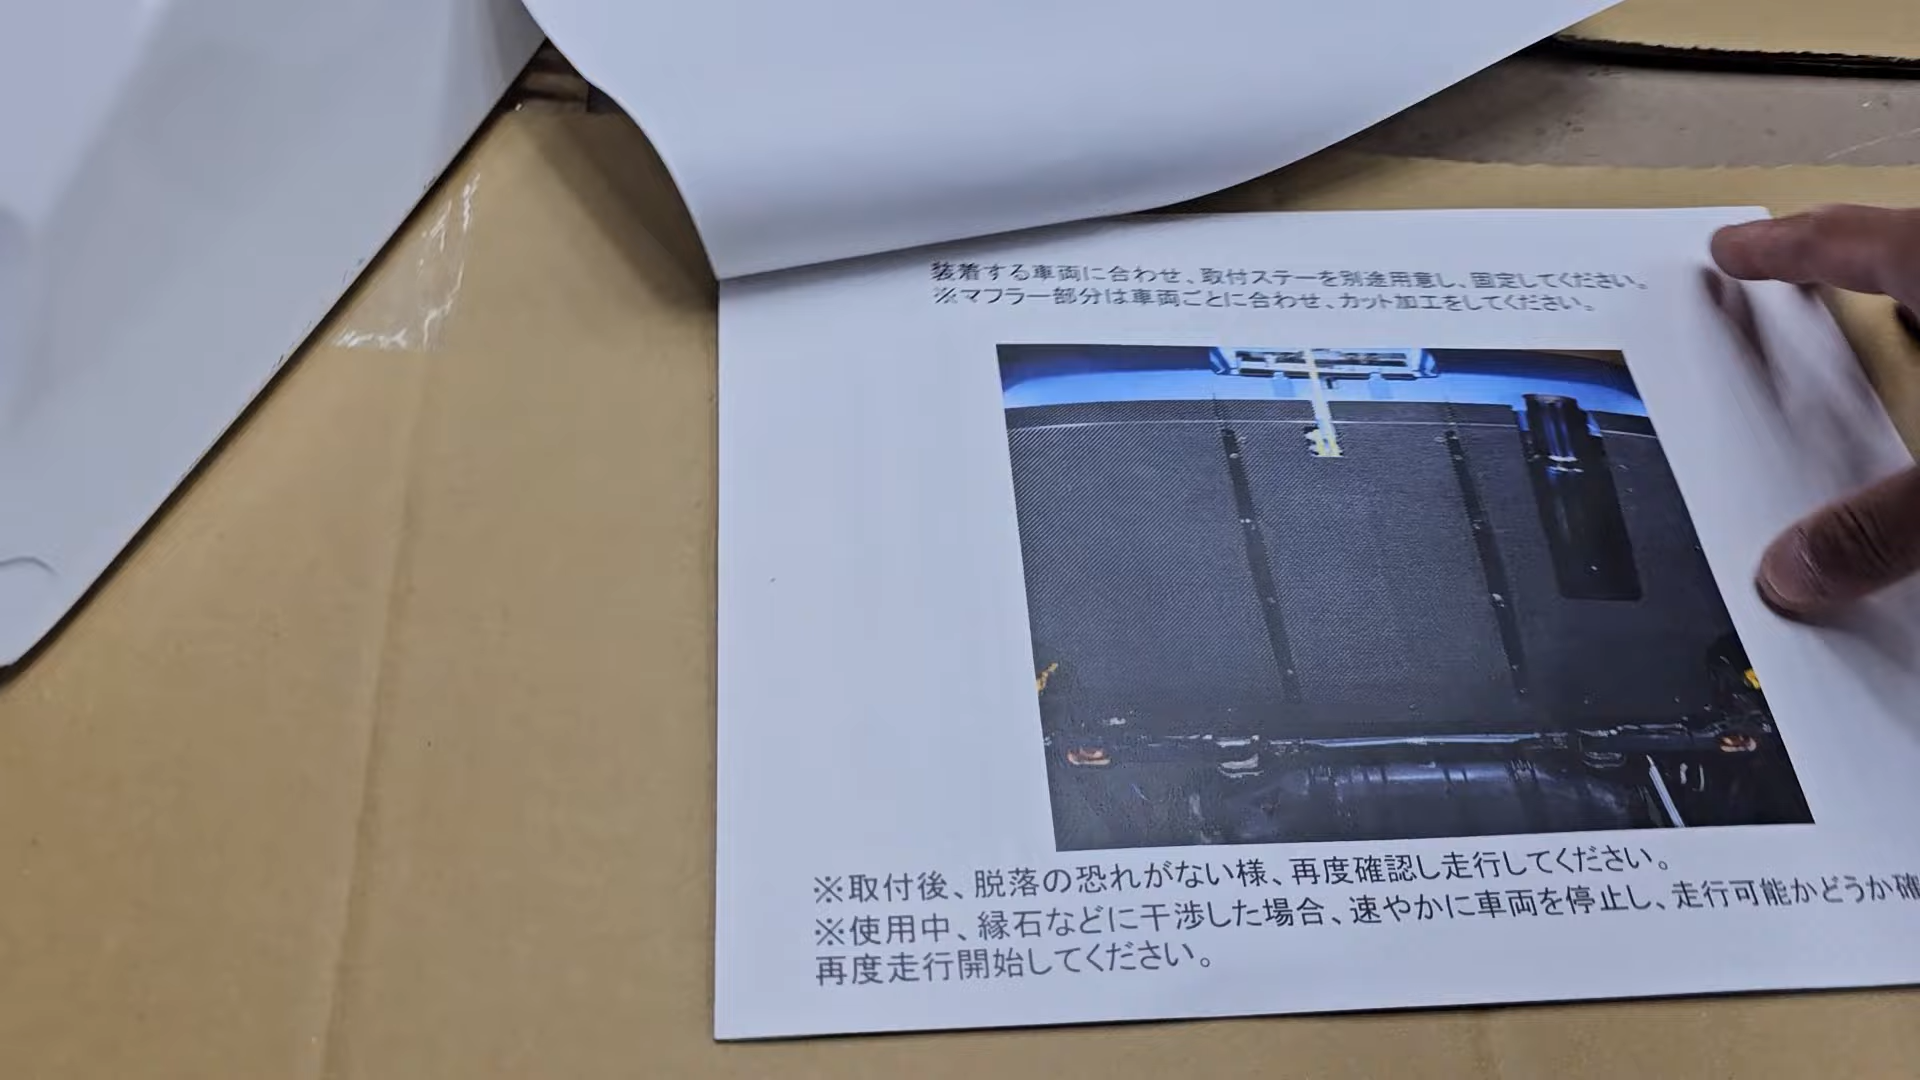 装着する車両に合わせ、取付ステーを別途用意し、固定してください。
※マフラー部分は車両ごとに合わせ、カット加工をしてください。
※取付後、脱落の恐れがない様、再度確認し走行してください。
※使用中、縁石などに干渉した場合、速やかに車両を停止し、走行可能かどうか確
再度走行開始してください。